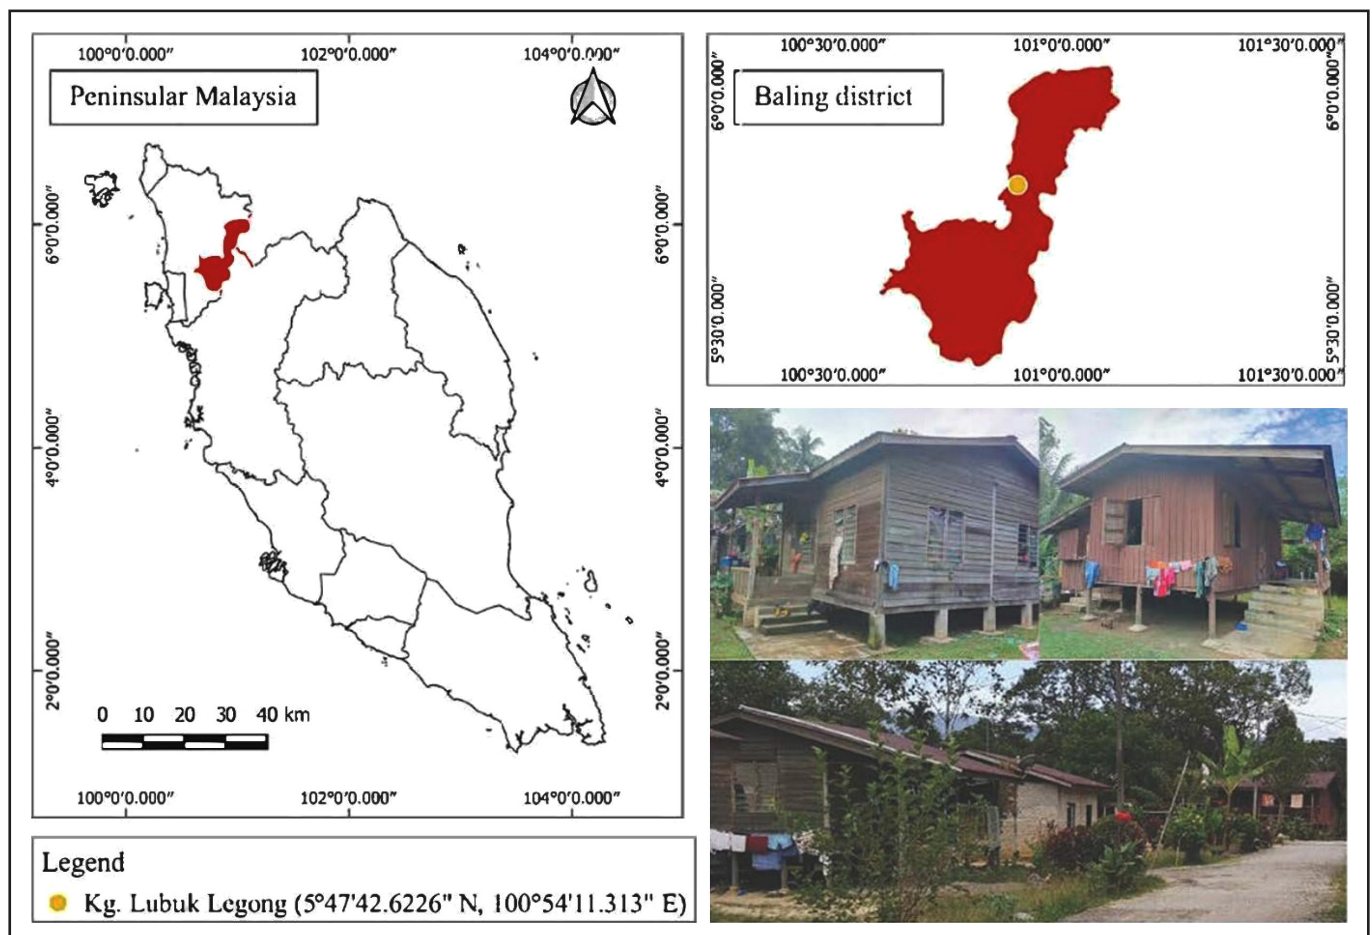 100°0′0.000″ 102°0′0.000″ 104°0′0.000″
Peninsular Malaysia
6°0′0.000″ 6°0′0.000″
4°0′0.000″ 4°0′0.000″
2°0′0.000″ 2°0′0.000″
0 10 20 30 40 km
100°0′0.000″ 102°0′0.000″ 104°0′0.000″
100°30′0.000″ 101°0′0.000″ 101°30′0.000″
Baling district
6°0′0.000″ 6°0′0.000″
5°30′0.000″ 5°30′0.000″
100°30′0.000″ 101°0′0.000″ 101°30′0.000″
Legend
Kg. Lubuk Legong (5°47'42.6226" N, 100°54'11.313" E)